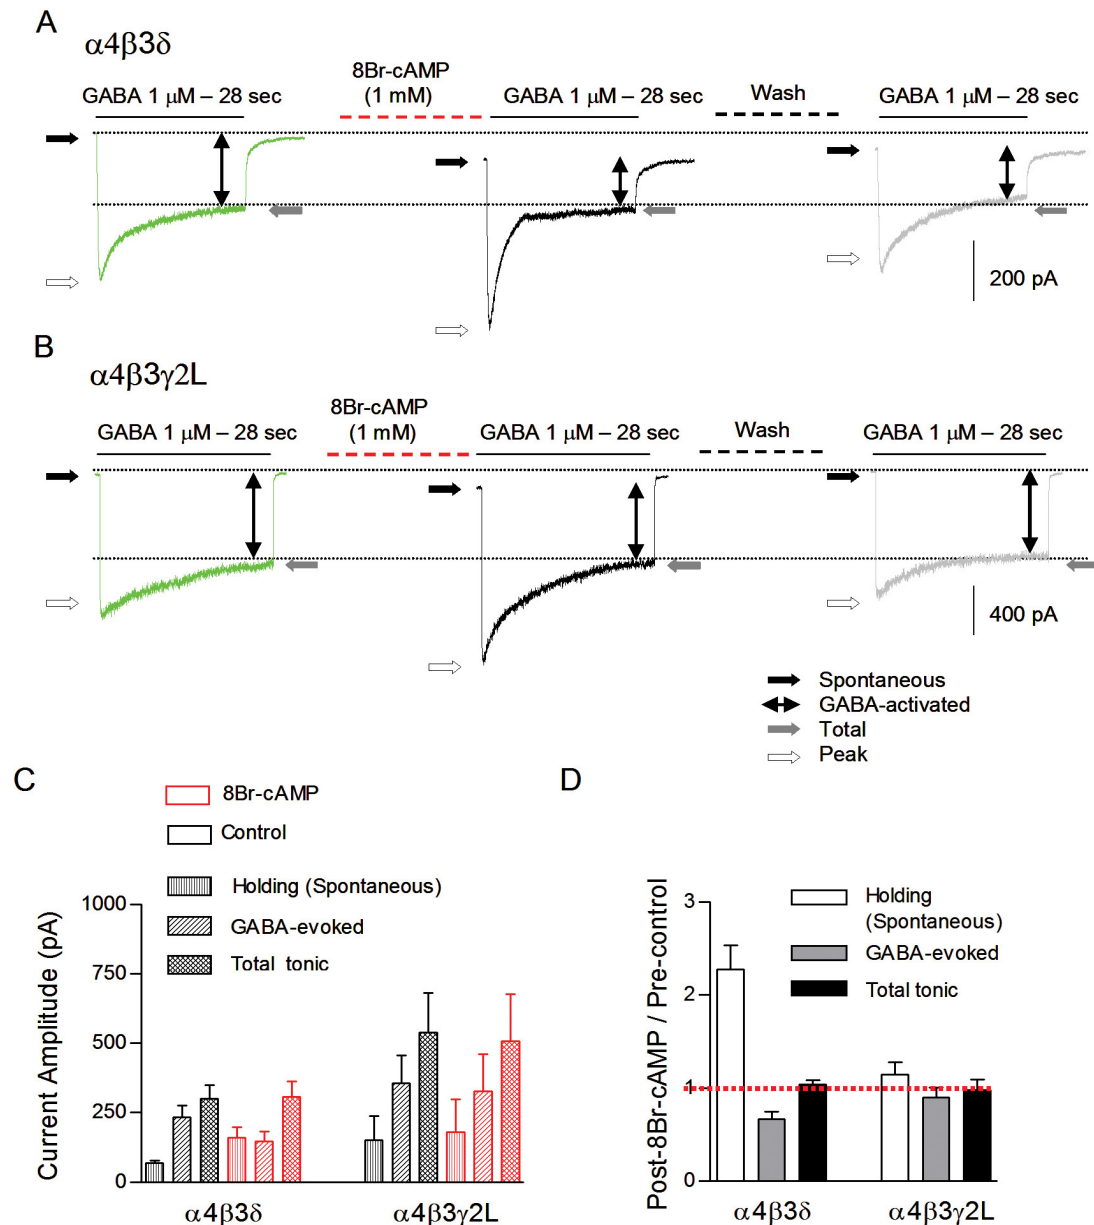 A
α4β3δ
GABA 1 μM – 28 sec
8Br-cAMP
(1 mM)
GABA 1 μM – 28 sec
Wash
GABA 1 μM – 28 sec
200 pA
B
α4β3γ2L
GABA 1 μM – 28 sec
8Br-cAMP
(1 mM)
GABA 1 μM – 28 sec
Wash
GABA 1 μM – 28 sec
400 pA
Spontaneous
GABA-activated
Total
Peak
C
8Br-cAMP
Control
Holding (Spontaneous)
GABA-evoked
Total tonic
Current Amplitude (pA)
1000
750
500
250
0
α4β3δ
α4β3γ2L
D
Holding
(Spontaneous)
GABA-evoked
Total tonic
Post-8Br-cAMP / Pre-control
3
2
1
0
α4β3δ
α4β3γ2L